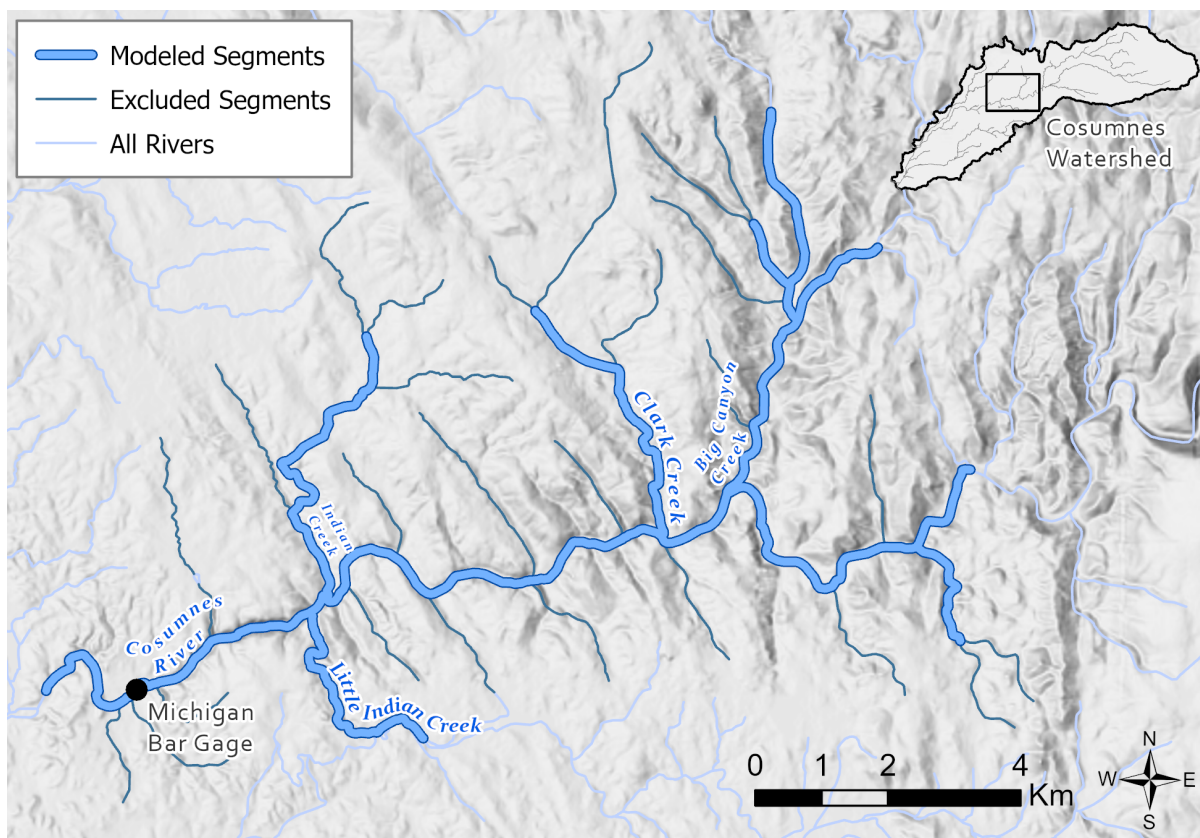 Modeled Segments
Excluded Segments
All Rivers
Cosumnes
Watershed
Clark Creek
Big Canyon
Creek
Indian
Creek
Cosumnes
River
Little Indian Creek
Michigan
Bar Gage
0 1 2 4
Km
N
W E
S